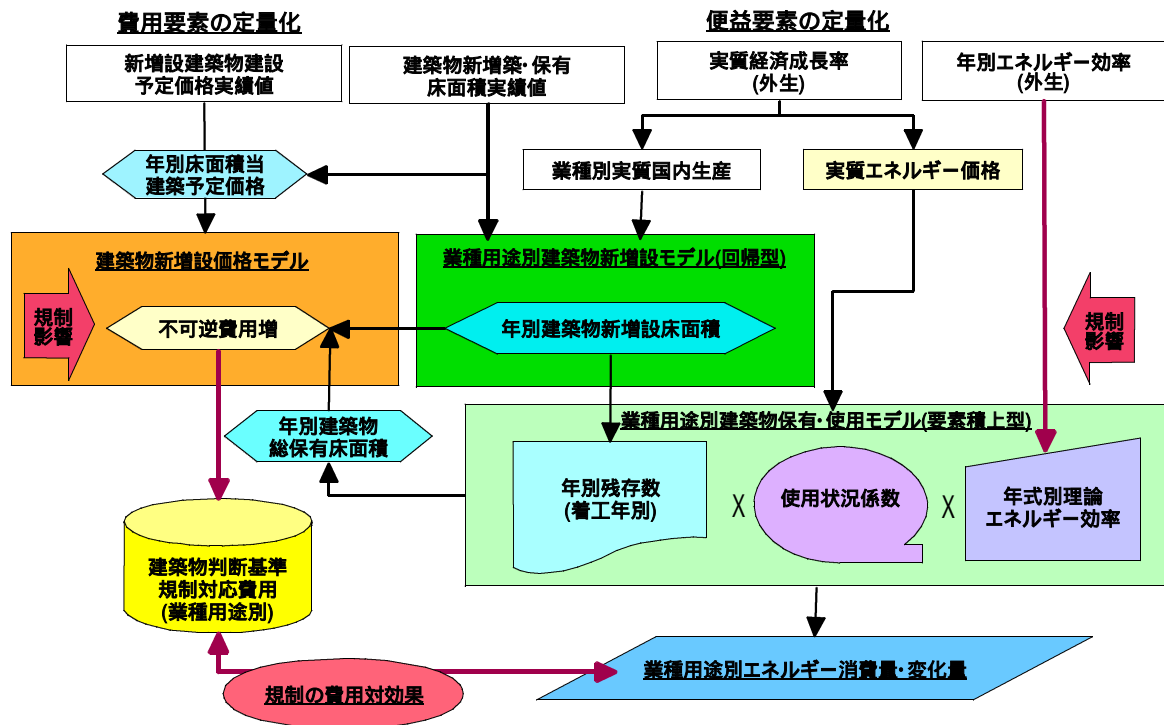 費用要素の定量化
便益要素の定量化
新増設建築物建設
予定価格実績値
建築物新増築・保有
床面積実績値
実質経済成長率
(外生)
年別エネルギー効率
(外生)
年別床面積当
建築予定価格
業種別実質国内生産
実質エネルギー価格
建築物新増設価格モデル
業種用途別建築物新増設モデル(回帰型)
規制
影響
不可逆費用増
年別建築物新増設床面積
規制
影響
年別建築物
総保有床面積
業種用途別建築物保有・使用モデル(要素積上型)
年別残存数
(着工年別)
X
使用状況係数
X
年式別理論
エネルギー効率
建築物判断基準
規制対応費用
(業種用途別)
業種用途別エネルギー消費量・変化量
規制の費用対効果